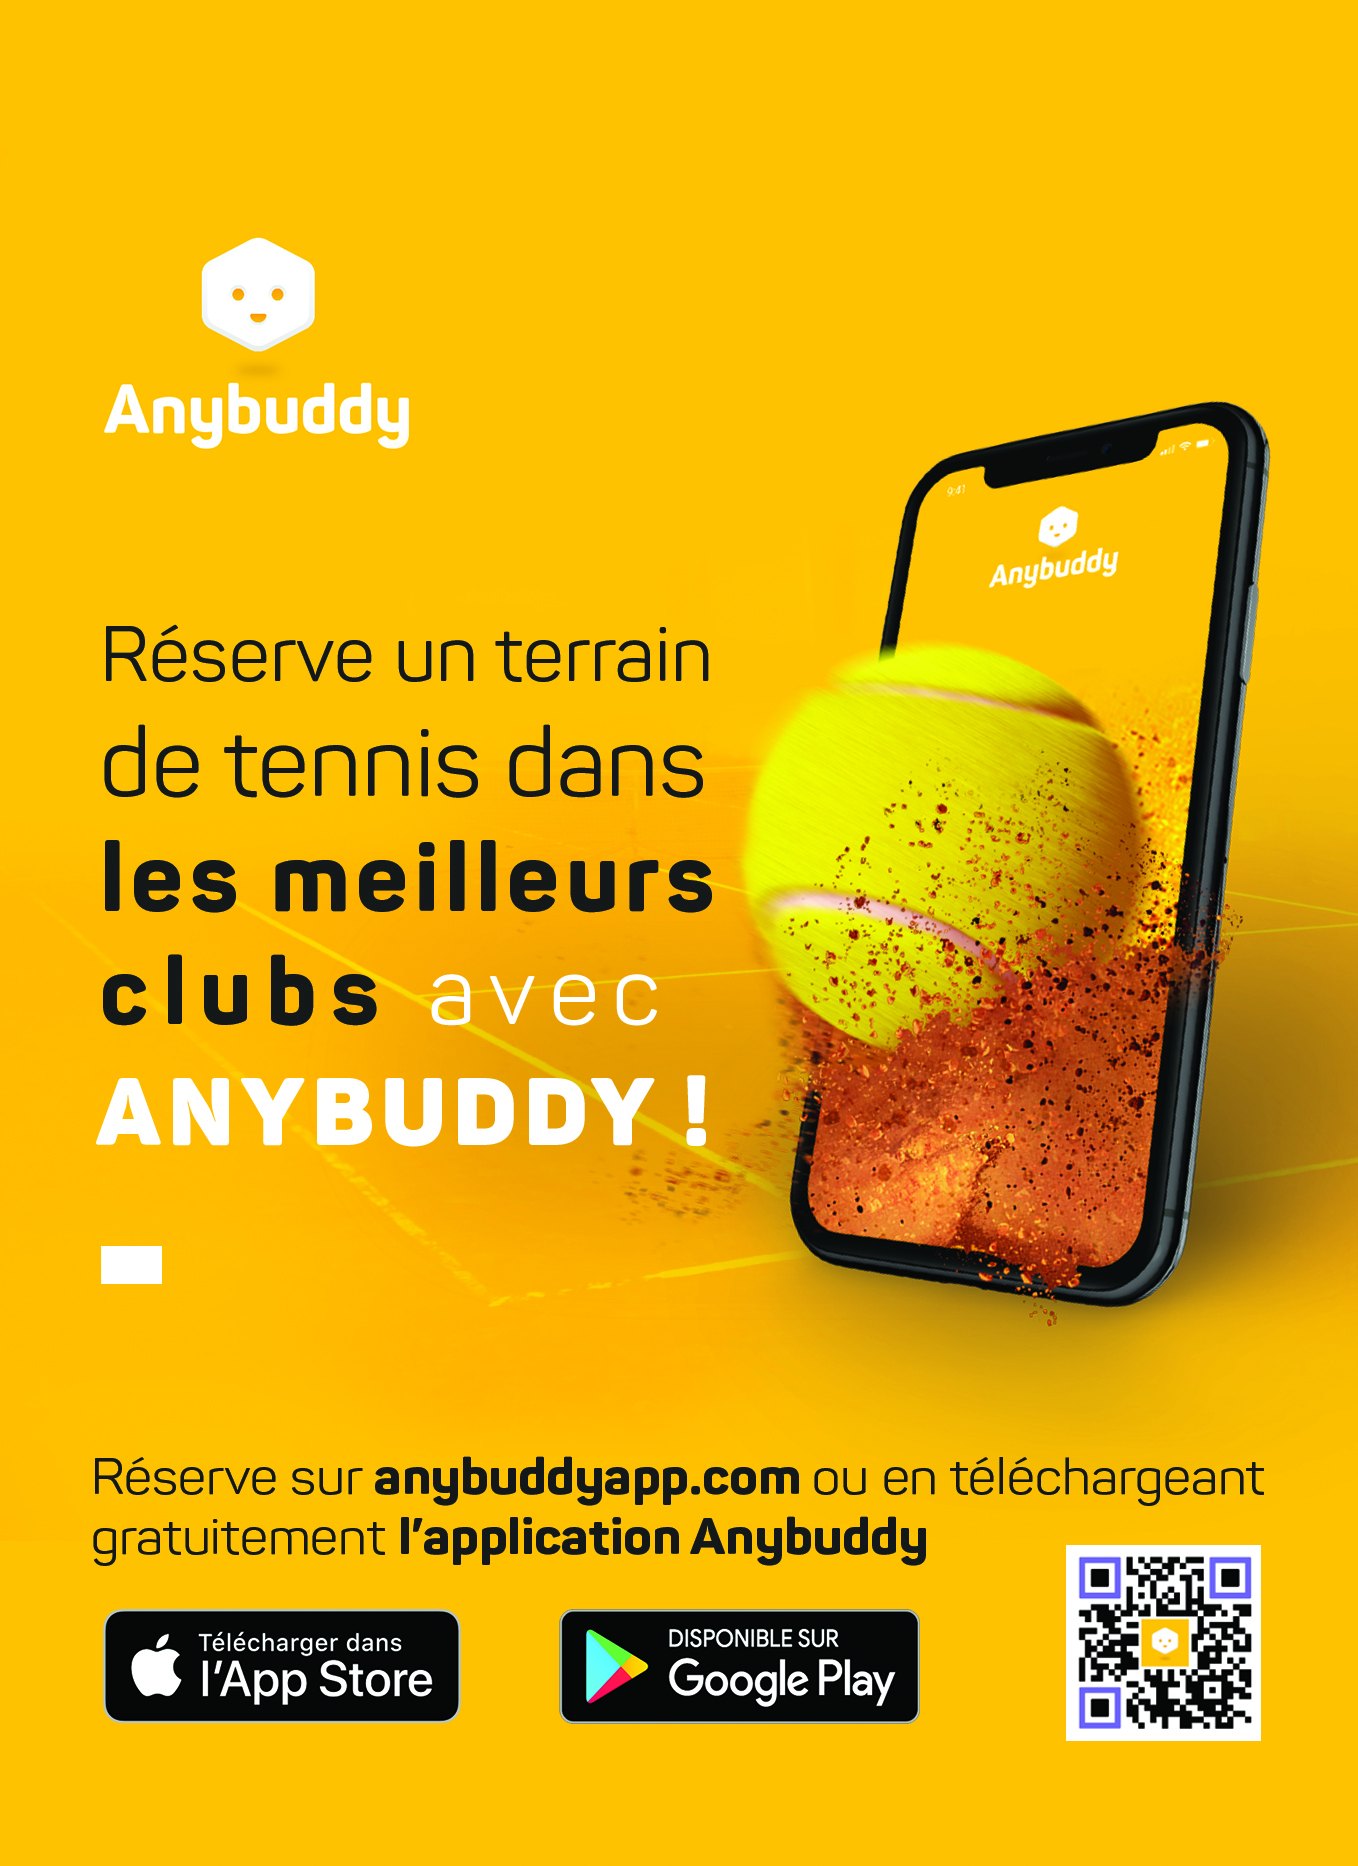 Anybuddy
9:41
Anybuddy
Réserve un terrain
de tennis dans
les meilleurs
clubs avec
ANYBUDDY !
Réserve sur anybuddyapp.com ou en téléchargeant
gratuitement l'application Anybuddy
Télécharger dans
l'App Store
DISPONIBLE SUR
Google Play